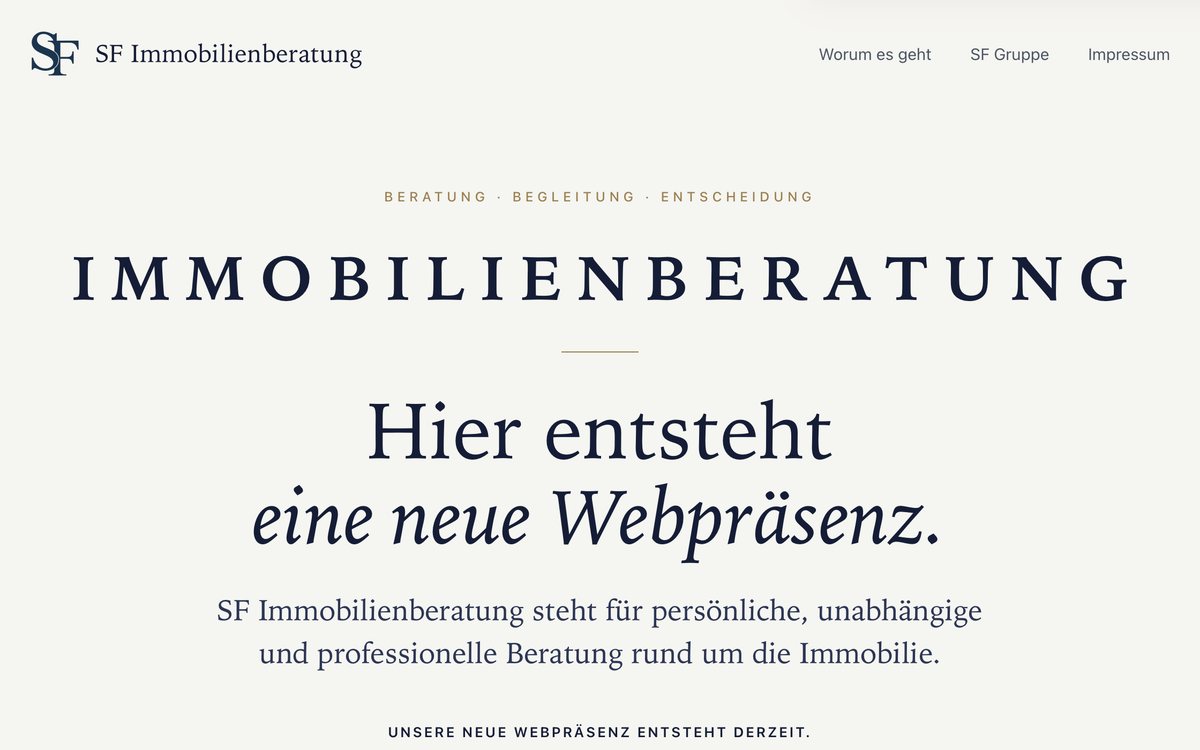 SF SF Immobilienberatung
Worum es geht SF Gruppe Impressum
BERATUNG · BEGLEITUNG · ENTSCHEIDUNG
IMMOBILIENBERATUNG
Hier entsteht
eine neue Webpräsenz.
SF Immobilienberatung steht für persönliche, unabhängige
und professionelle Beratung rund um die Immobilie.
UNSERE NEUE WEBPRÄSENZ ENTSTEHT DERZEIT.